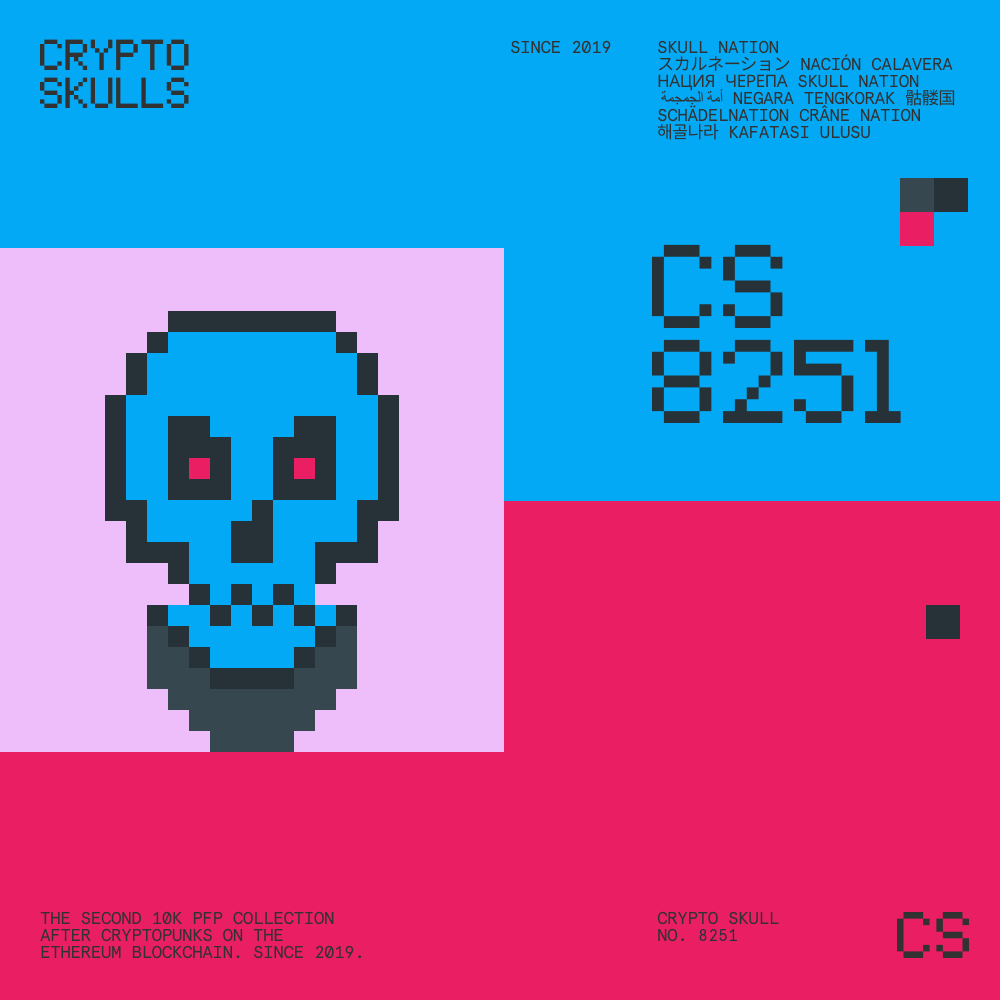 CRYPTO
SKULLS
SINCE 2019
SKULL NATION
スカルネーション NACIÓN CALAVERA
НАЦИЯ ЧЕРЕПА SKULL NATION
أمة الجمجمة NEGARA TENGKORAK 骷髅国
SCHÄDELNATION CRÂNE NATION
해골나라 KAFATASI ULUSU
CS
8251
THE SECOND 10K PFP COLLECTION
AFTER CRYPTOPUNKS ON THE
ETHEREUM BLOCKCHAIN. SINCE 2019.
CRYPTO SKULL
NO. 8251
CS